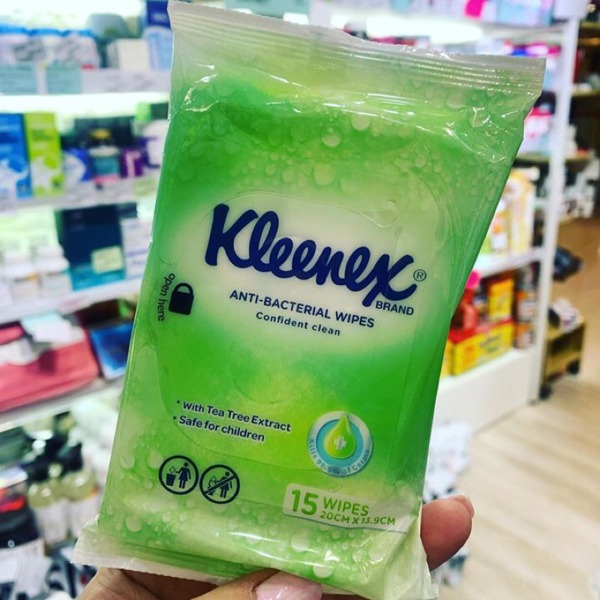 Kleenex®
BRAND
ANTI-BACTERIAL WIPES
Confident clean
open here
• With Tea Tree Extract
• Safe for children
15 WIPES
20CM X 13.9CM